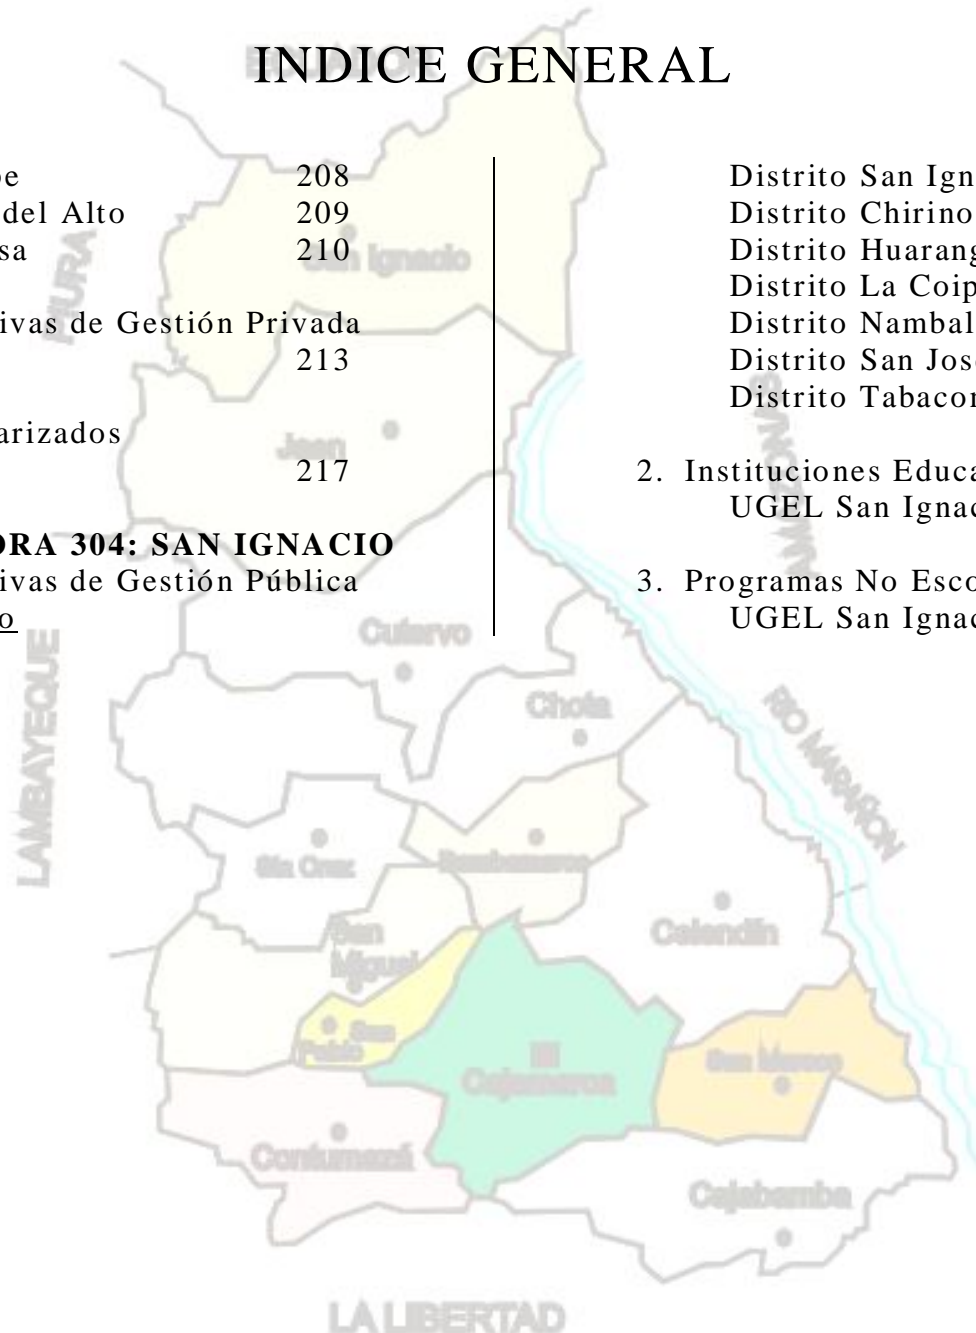 INDICE GENERAL
pe 208
del Alto 209
sa 210
ivas de Gestión Privada
213
arizados
217
ORA 304: SAN IGNACIO
ivas de Gestión Pública
o
Distrito San Ign
Distrito Chirino
Distrito Huarang
Distrito La Coip
Distrito Nambal
Distrito San Jos
Distrito Tabacon
2. Instituciones Educa
UGEL San Ignac
3. Programas No Esco
UGEL San Ignac
PIURA
San Ignacio
Jaen
AMAZONAS
Cutervo
Chota
LAMBAYEQUE
RIO MARAÑON
Sta Cruz
Bambamarca
San
Miguel
Celendín
San
Pablo
Cajamarca
San Marcos
Contumazá
Cajabamba
LA LIBERTAD